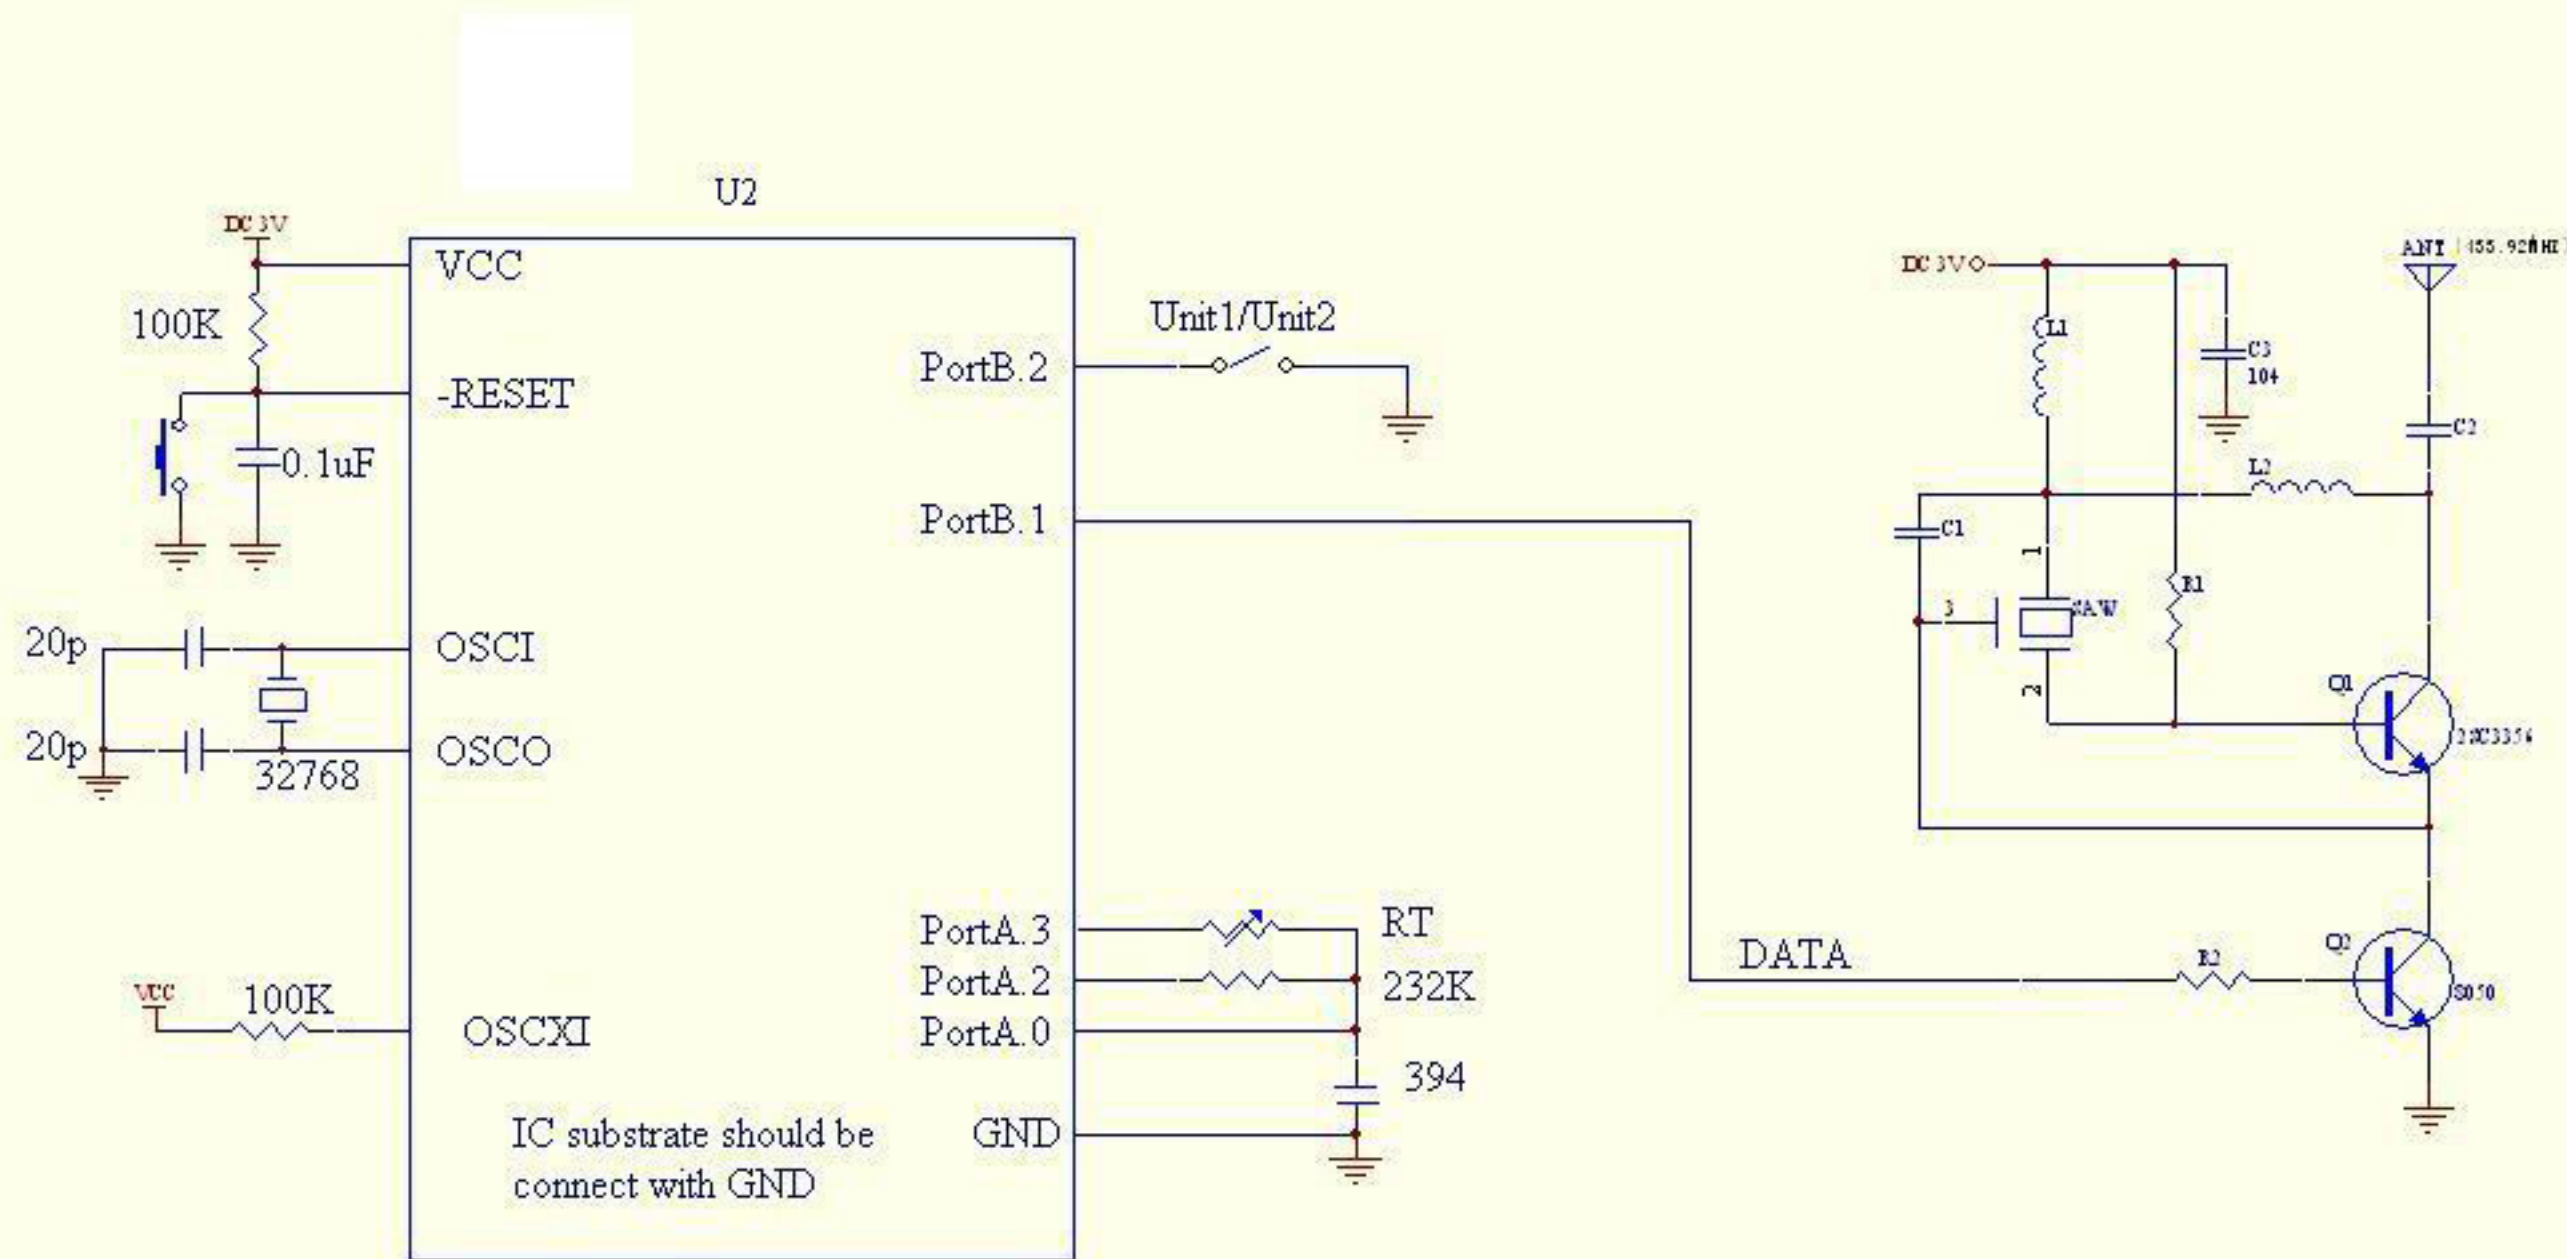 U2
DC 3V
VCC
100K
-RESET
0.1uF
20p
OSCI
20p
OSCO
32768
VCC
100K
OSCXI
IC substrate should be
connect with GND
PortB.2
Unit1/Unit2
PortB.1
PortA.3
RT
PortA.2
232K
PortA.0
394
GND
DATA
DC 3V
L1
C3
104
ANT
C2
L2
C1
1
3
SAW
2
R1
Q1
R2
Q2